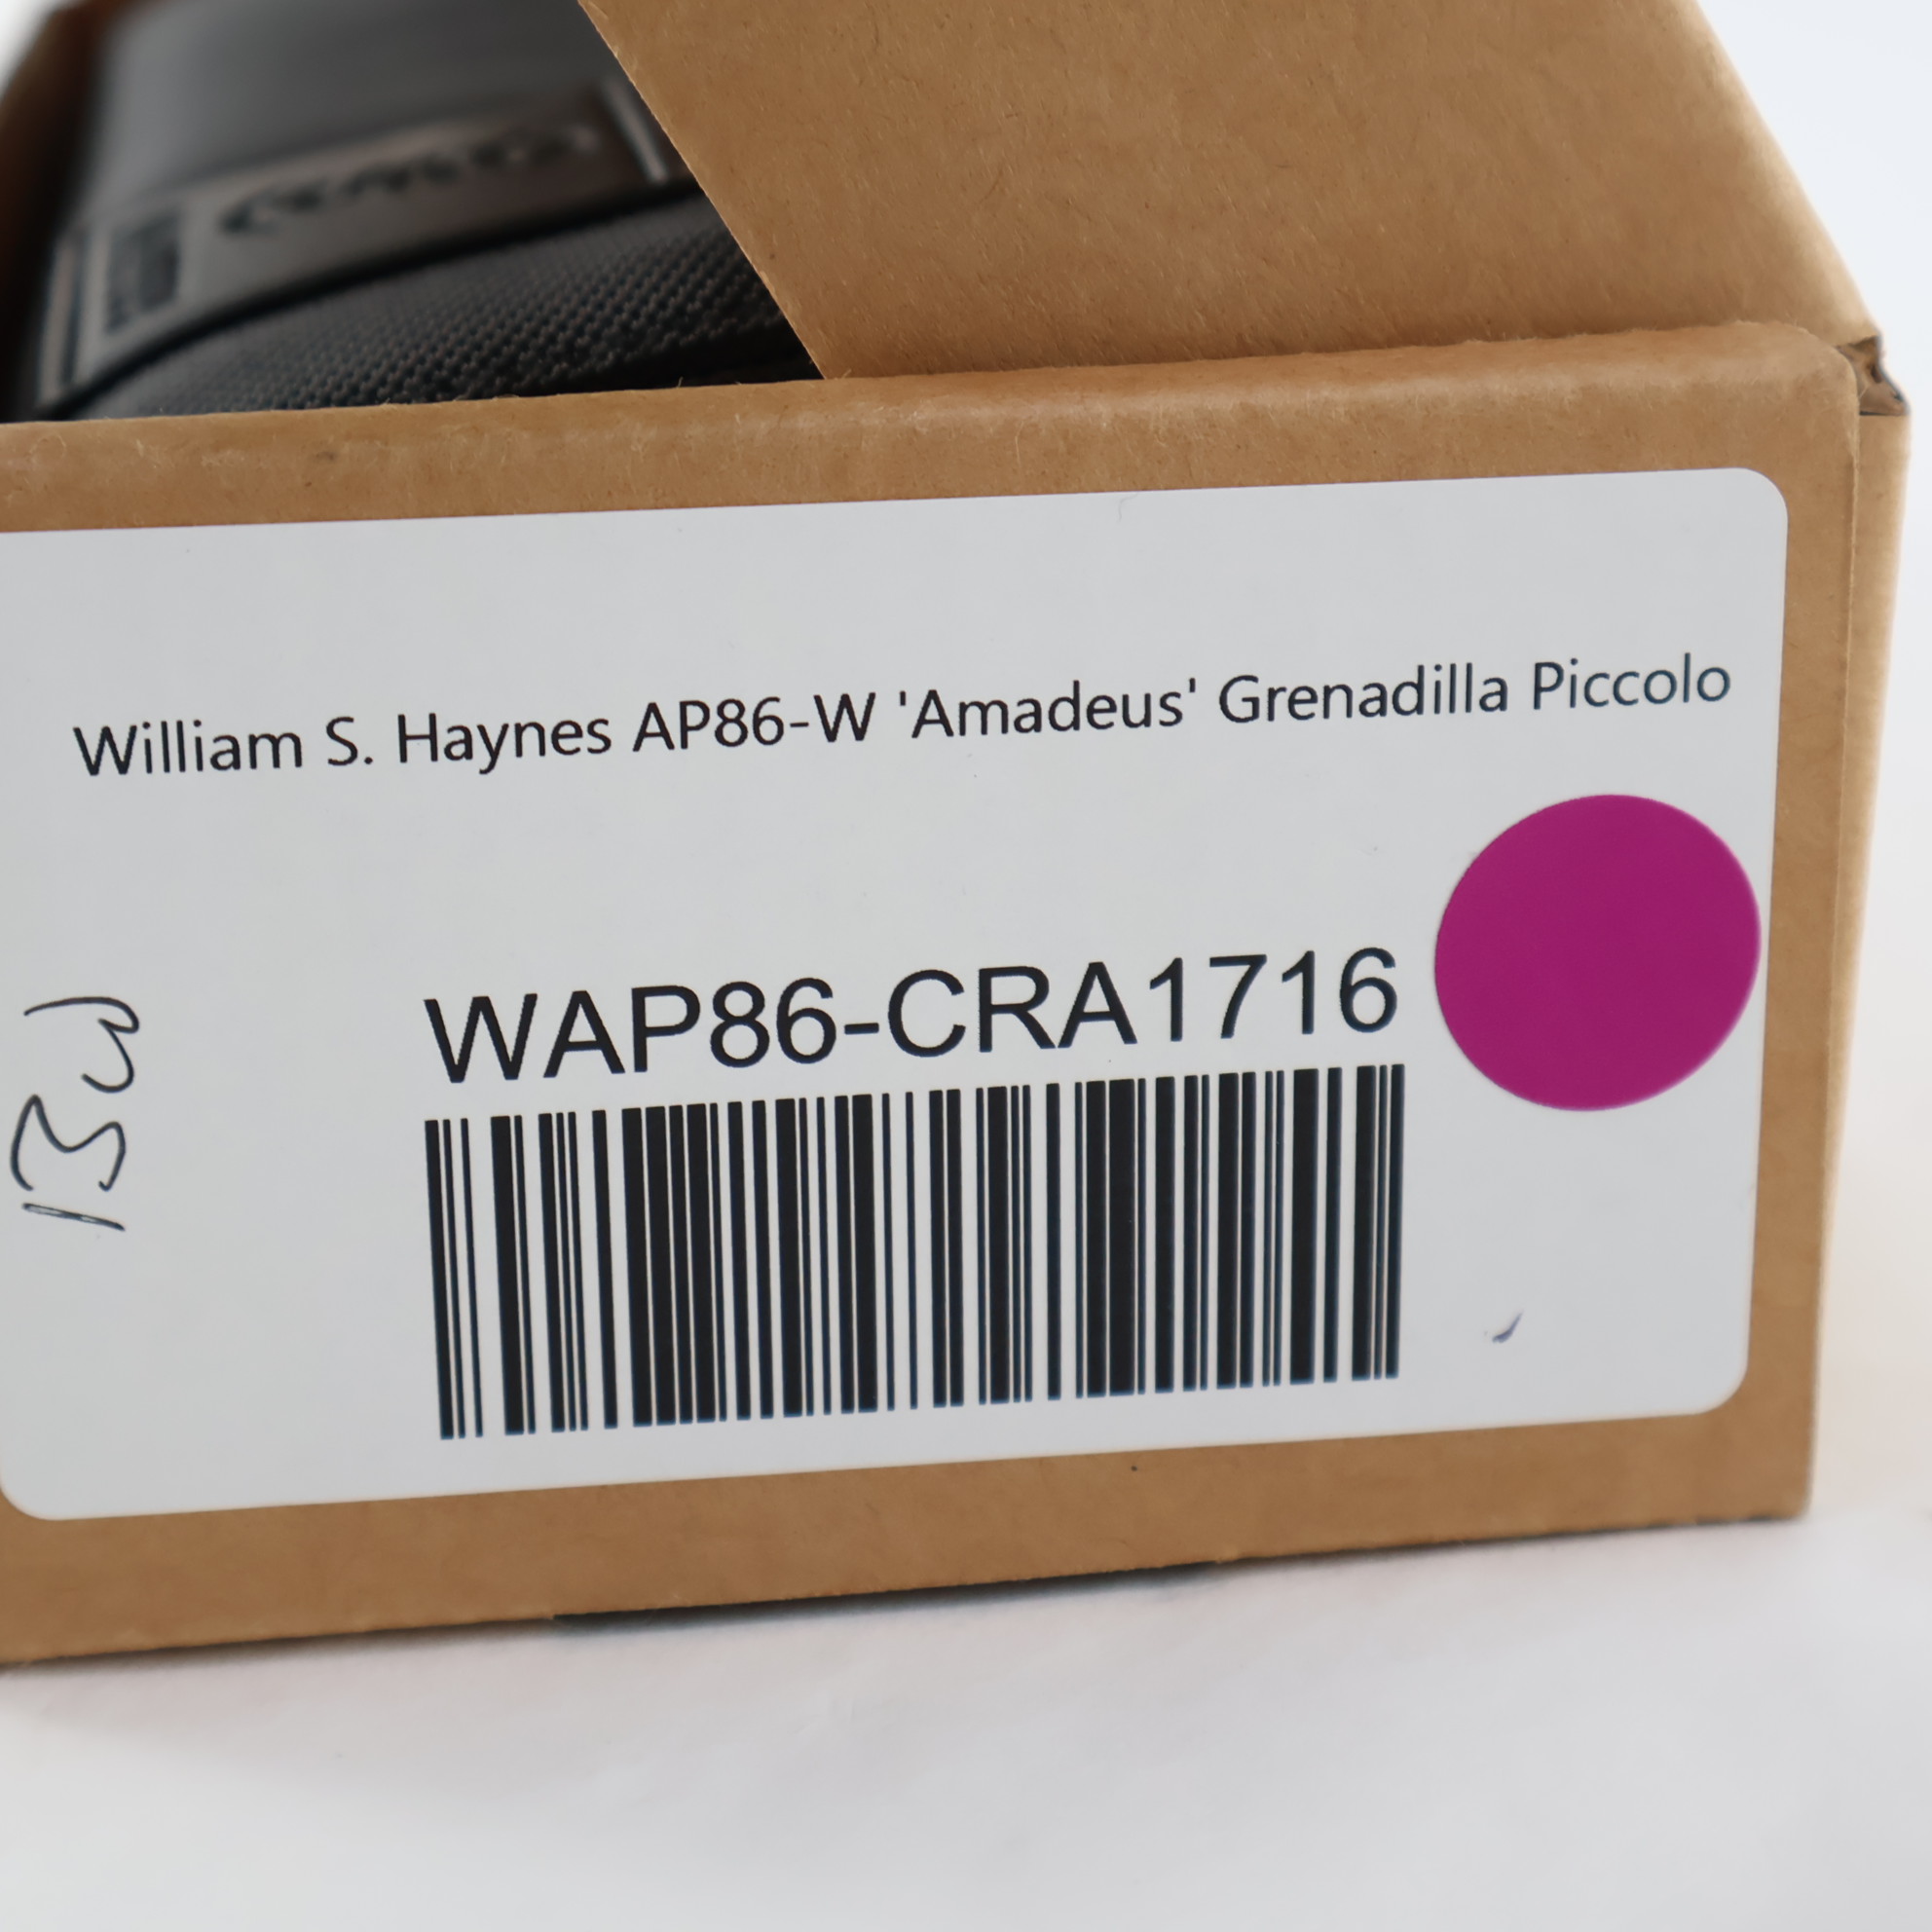 William S. Haynes AP86-W 'Amadeus' Grenadilla Piccolo
WAP86-CRA1716